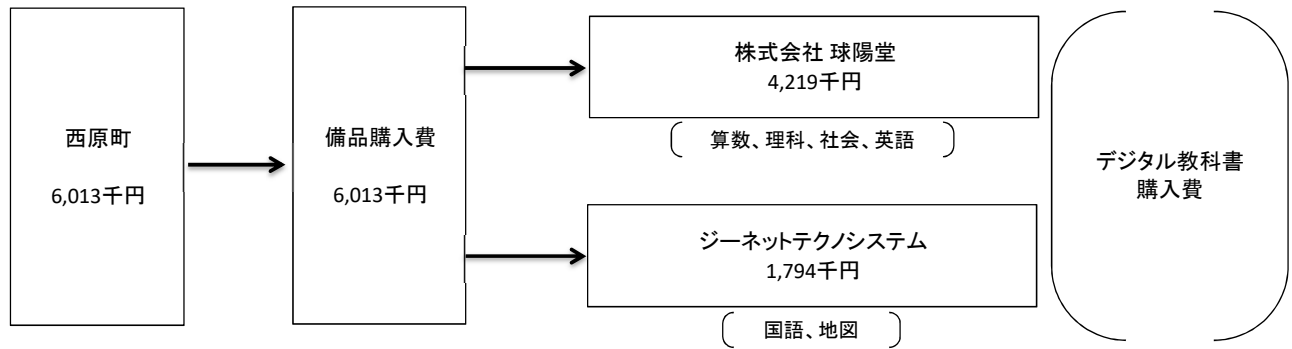 西原町
6,013千円
備品購入費
6,013千円
株式会社 球陽堂
4,219千円
算数、理科、社会、英語
ジーネットテクノシステム
1,794千円
国語、地図
デジタル教科書
購入費